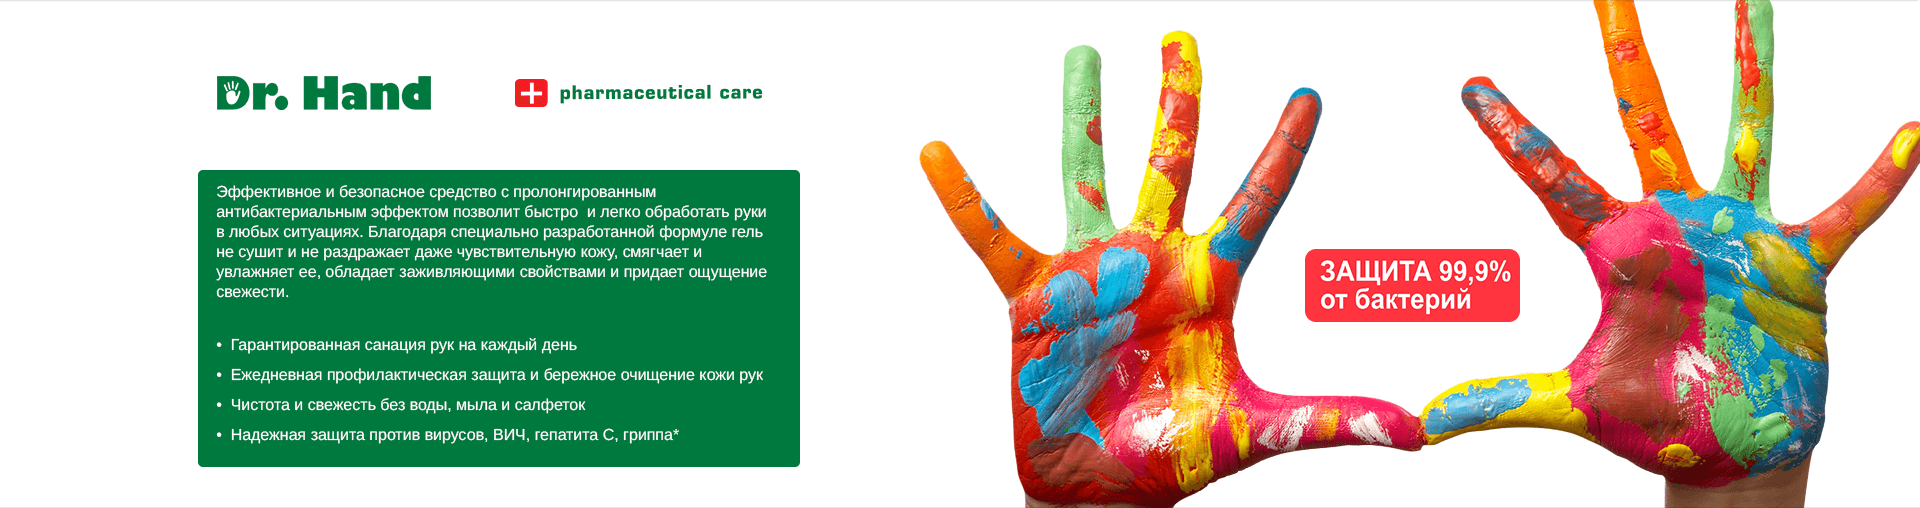 Dr. Hand
pharmaceutical care
Эффективное и безопасное средство с пролонгированным
антибактериальным эффектом позволит быстро  и легко обработать руки
в любых ситуациях. Благодаря специально разработанной формуле гель
не сушит и не раздражает даже чувствительную кожу, смягчает и
увлажняет ее, обладает заживляющими свойствами и придает ощущение
свежести.
• Гарантированная санация рук на каждый день
• Ежедневная профилактическая защита и бережное очищение кожи рук
• Чистота и свежесть без воды, мыла и салфеток
• Надежная защита против вирусов, ВИЧ, гепатита С, гриппа*
ЗАЩИТА 99,9%
от бактерий